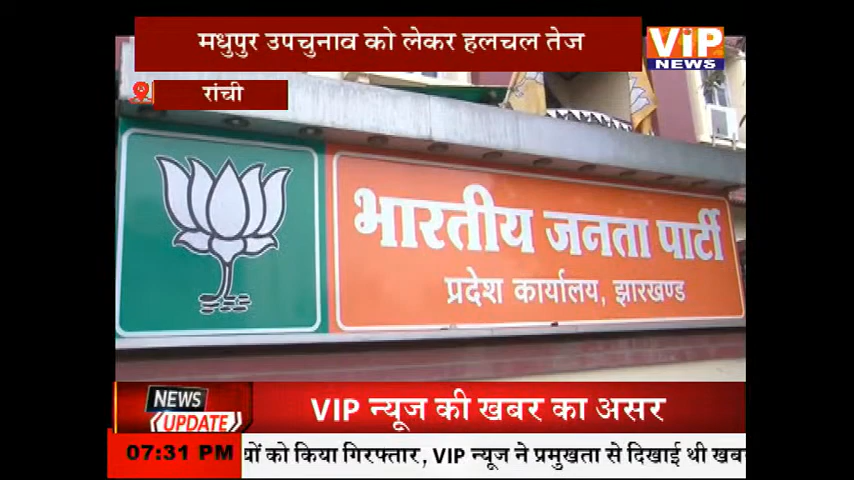 मधुपुर उपचुनाव को लेकर हलचल तेज
VIP
NEWS
रांची
भारतीय जनता पार्टी
प्रदेश कार्यालय, झारखण्ड
NEWS
UPDATE
VIP न्यूज की खबर का असर
07:31 PM
को किया गिरफ्तार, VIP न्यूज ने प्रमुखता से दिखाई थी खबर